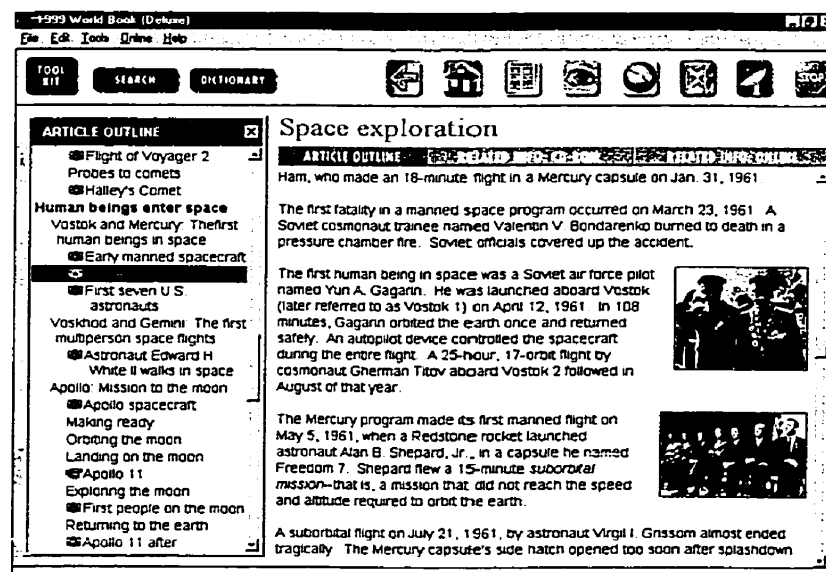 1999 World Book (Deluxe)
File Edit Tools Online Help
TOOL KIT
SEARCH
DICTIONARY
STOP
ARTICLE OUTLINE
Flight of Voyager 2
Probes to comets
Halley's Comet
Human beings enter space
Vostok and Mercury: Thefirst
human beings in space
Early manned spacecraft
First seven U S
astronauts
Voskhod and Gemini: The first
multiperson space flights
Astronaut Edward H
White II walks in space
Apollo: Mission to the moon
Apollo spacecraft
Making ready
Orbiting the moon
Landing on the moon
Apollo 11
Exploring the moon
First people on the moon
Returning to the earth
Apollo 11 after
Space exploration
ARTICLE OUTLINE
RELATED INFO: CD-ROM
RELATED INFO: ONLINE
Ham, who made an 18-minute flight in a Mercury capsule on Jan. 31, 1961
The first fatality in a manned space program occurred on March 23, 1961 A
Soviet cosmonaut trainee named Valentin V. Bondarenko burned to death in a
pressure chamber fire. Soviet officials covered up the accident.
The first human being in space was a Soviet air force pilot
named Yuri A. Gagarin. He was launched aboard Vostok
(later referred to as Vostok 1) on April 12, 1961 In 108
minutes, Gagarin orbited the earth once and returned
safely. An autopilot device controlled the spacecraft
during the entire flight. A 25-hour, 17-orbit flight by
cosmonaut Gherman Titov aboard Vostok 2 followed in
August of that year.
The Mercury program made its first manned flight on
May 5, 1961, when a Redstone rocket launched
astronaut Alan B. Shepard, Jr., in a capsule he named
Freedom 7. Shepard flew a 15-minute suborbital
mission--that is, a mission that did not reach the speed
and altitude required to orbit the earth.
A suborbital flight on July 21, 1961, by astronaut Virgil I. Grissom almost ended
tragically The Mercury capsule's side hatch opened too soon after splashdown